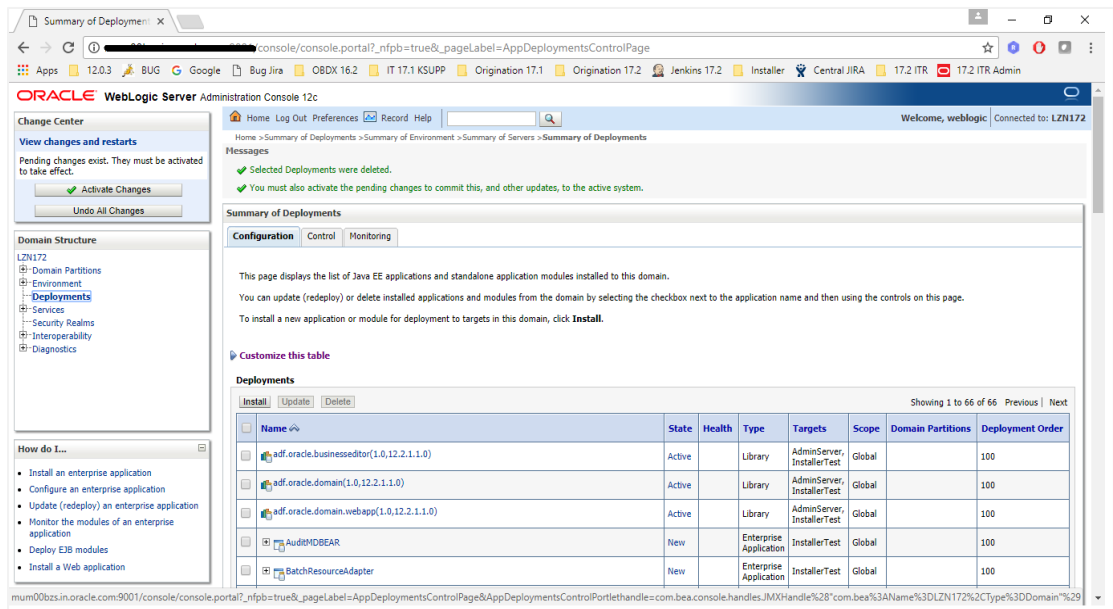 Summary of Deployment
/console/console.portal?_nfpb=true&_pageLabel=AppDeploymentsControlPage
Apps 12.0.3 BUG Google Bug Jira OBDX 16.2 IT 17.1 KSUPP Origination 17.1 Origination 17.2 Jenkins 17.2 Installer Central JIRA 17.2 ITR 17.2 ITR Admin
ORACLE WebLogic Server Administration Console 12c
Change Center
View changes and restarts
Pending changes exist. They must be activated
to take effect.
Activate Changes
Undo All Changes
Domain Structure
LZN172
Domain Partitions
Environment
Deployments
Services
Security Realms
Interoperability
Diagnostics
How do I...
Install an enterprise application
Configure an enterprise application
Update (redeploy) an enterprise application
Monitor the modules of an enterprise
application
Deploy EJB modules
Install a Web application
Home Log Out Preferences Record Help
Welcome, weblogic Connected to: LZN172
Home >Summary of Deployments >Summary of Environment >Summary of Servers >Summary of Deployments
Messages
Selected Deployments were deleted.
You must also activate the pending changes to commit this, and other updates, to the active system.
Summary of Deployments
Configuration Control Monitoring
This page displays the list of Java EE applications and standalone application modules installed to this domain.
You can update (redeploy) or delete installed applications and modules from the domain by selecting the checkbox next to the application name and then using the controls on this page.
To install a new application or module for deployment to targets in this domain, click Install.
Customize this table
Deployments
Install Update Delete
Showing 1 to 66 of 66 Previous | Next
Name State Health Type Targets Scope Domain Partitions Deployment Order
adf.oracle.businesseditor(1.0,12.2.1.1.0) Active Library AdminServer, InstallerTest Global 100
adf.oracle.domain(1.0,12.2.1.1.0) Active Library AdminServer, InstallerTest Global 100
adf.oracle.domain.webapp(1.0,12.2.1.1.0) Active Library AdminServer, InstallerTest Global 100
AuditMDBEAR New Enterprise Application InstallerTest Global 100
BatchResourceAdapter New Enterprise Application InstallerTest Global 100
mum00bzs.in.oracle.com:9001/console/console.portal?_nfpb=true&_pageLabel=AppDeploymentsControlPage&AppDeploymentsControlPortlethandle=com.bea.console.handles.JMXHandle%28"com.bea%3AName%3DLZN172%2CType%3DDomain"%29